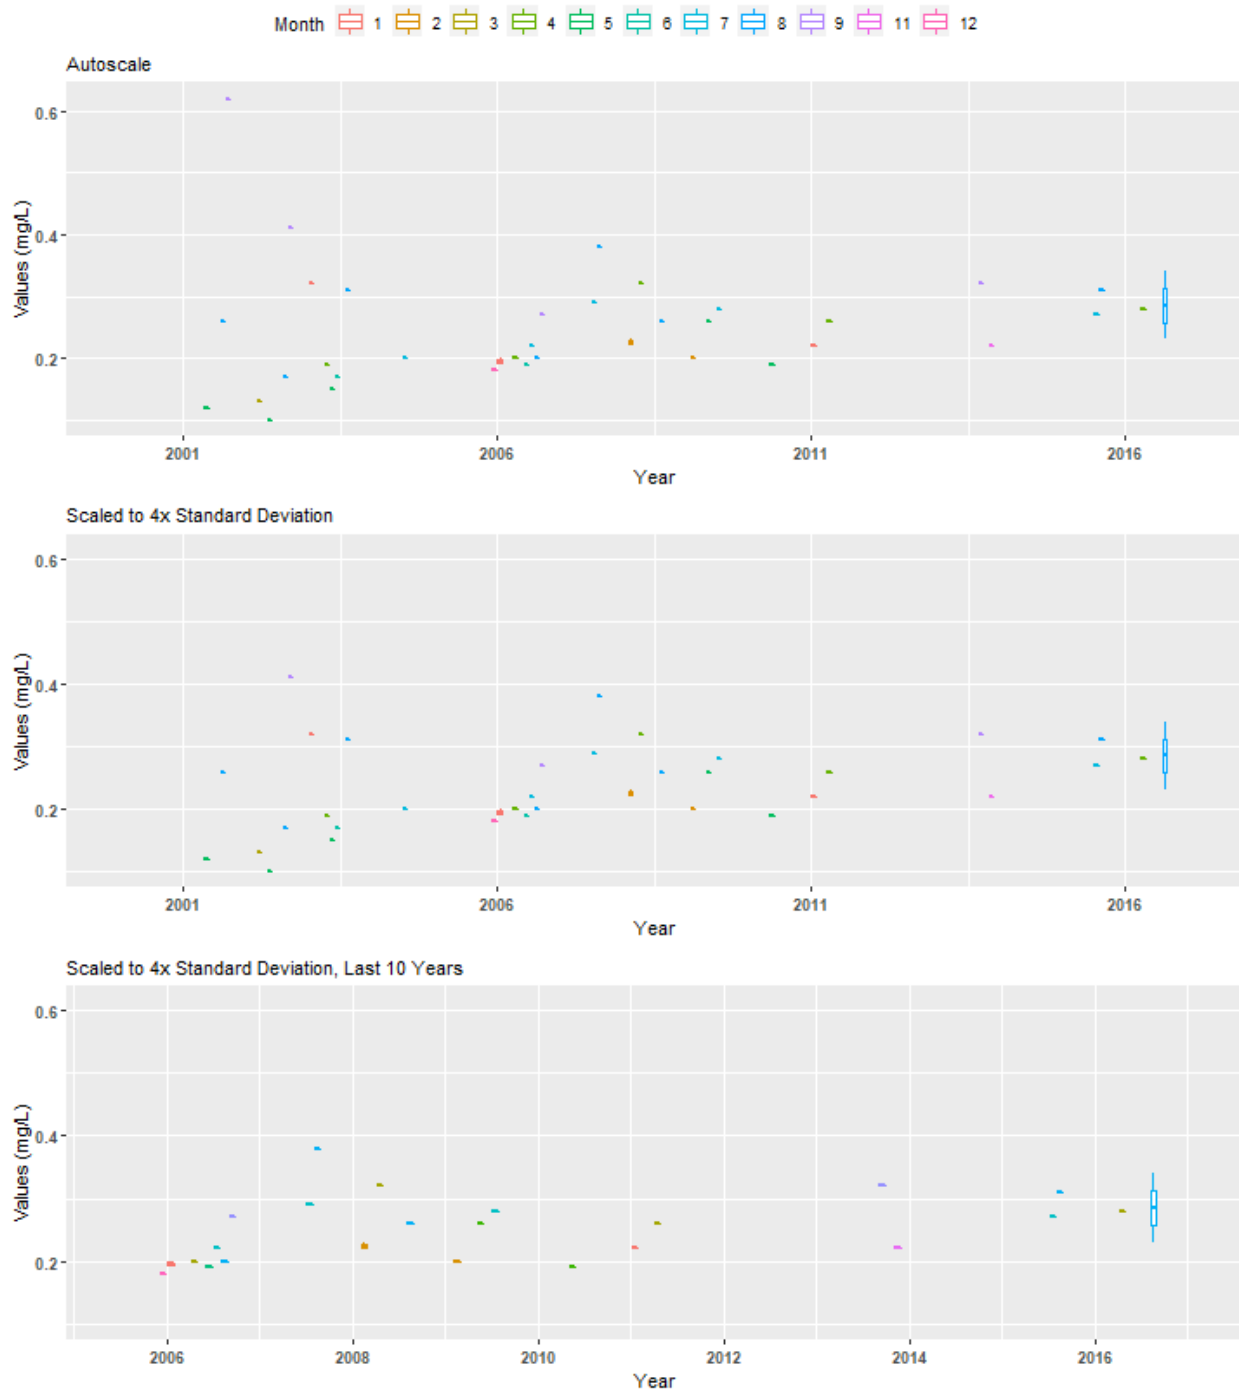 Month 1 2 3 4 5 6 7 8 9 11 12
Autoscale
0.6
0.4
0.2
Values (mg/L)
2001 2006 2011 2016
Year
Scaled to 4x Standard Deviation
0.6
0.4
0.2
Values (mg/L)
2001 2006 2011 2016
Year
Scaled to 4x Standard Deviation, Last 10 Years
0.6
0.4
0.2
Values (mg/L)
2006 2008 2010 2012 2014 2016
Year